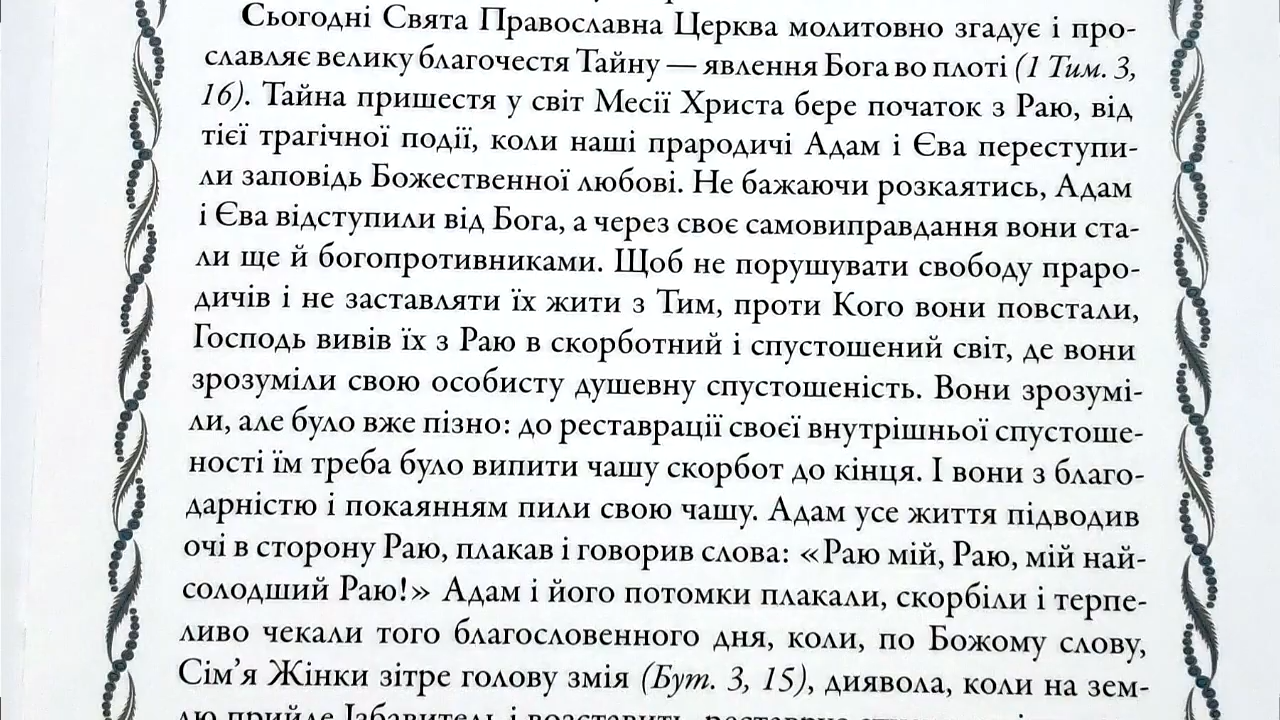 Сьогодні Свята Православна Церква молитовно згадує і про-
славляє велику благочестя Тайну — явлення Бога во плоті (1 Тим. 3,
16). Тайна пришестя у світ Месії Христа бере початок з Раю, від
тієї трагічної події, коли наші прародичі Адам і Єва переступи-
ли заповідь Божественної любові. Не бажаючи розкаятись, Адам
і Єва відступили від Бога, а через своє самовиправдання вони ста-
ли ще й богопротивниками. Щоб не порушувати свободу праро-
дичів і не заставляти їх жити з Тим, проти Кого вони повстали,
Господь вивів їх з Раю в скорботний і спустошений світ, де вони
зрозуміли свою особисту душевну спустошеність. Вони зрозумі-
ли, але було вже пізно: до реставрації своєї внутрішньої спустоше-
ності їм треба було випити чашу скорбот до кінця. І вони з благо-
дарністю і покаянням пили свою чашу. Адам усе життя підводив
очі в сторону Раю, плакав і говорив слова: «Раю мій, Раю, мій най-
солодший Раю!» Адам і його потомки плакали, скорбіли і терпе-
ливо чекали того благословенного дня, коли, по Божому слову,
Сім’я Жінки зітре голову змія (Бут. 3, 15), диявола, коли на зем-
лю прийде Ізбавитель і возставить,